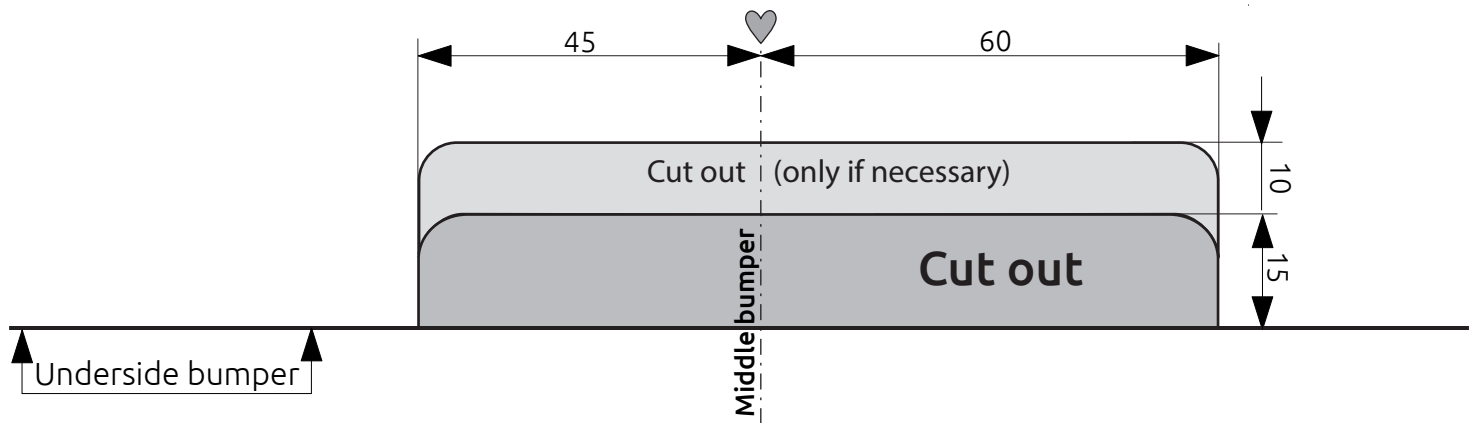 45
60
Cut out (only if necessary)
10
Cut out
15
Middle bumper
Underside bumper